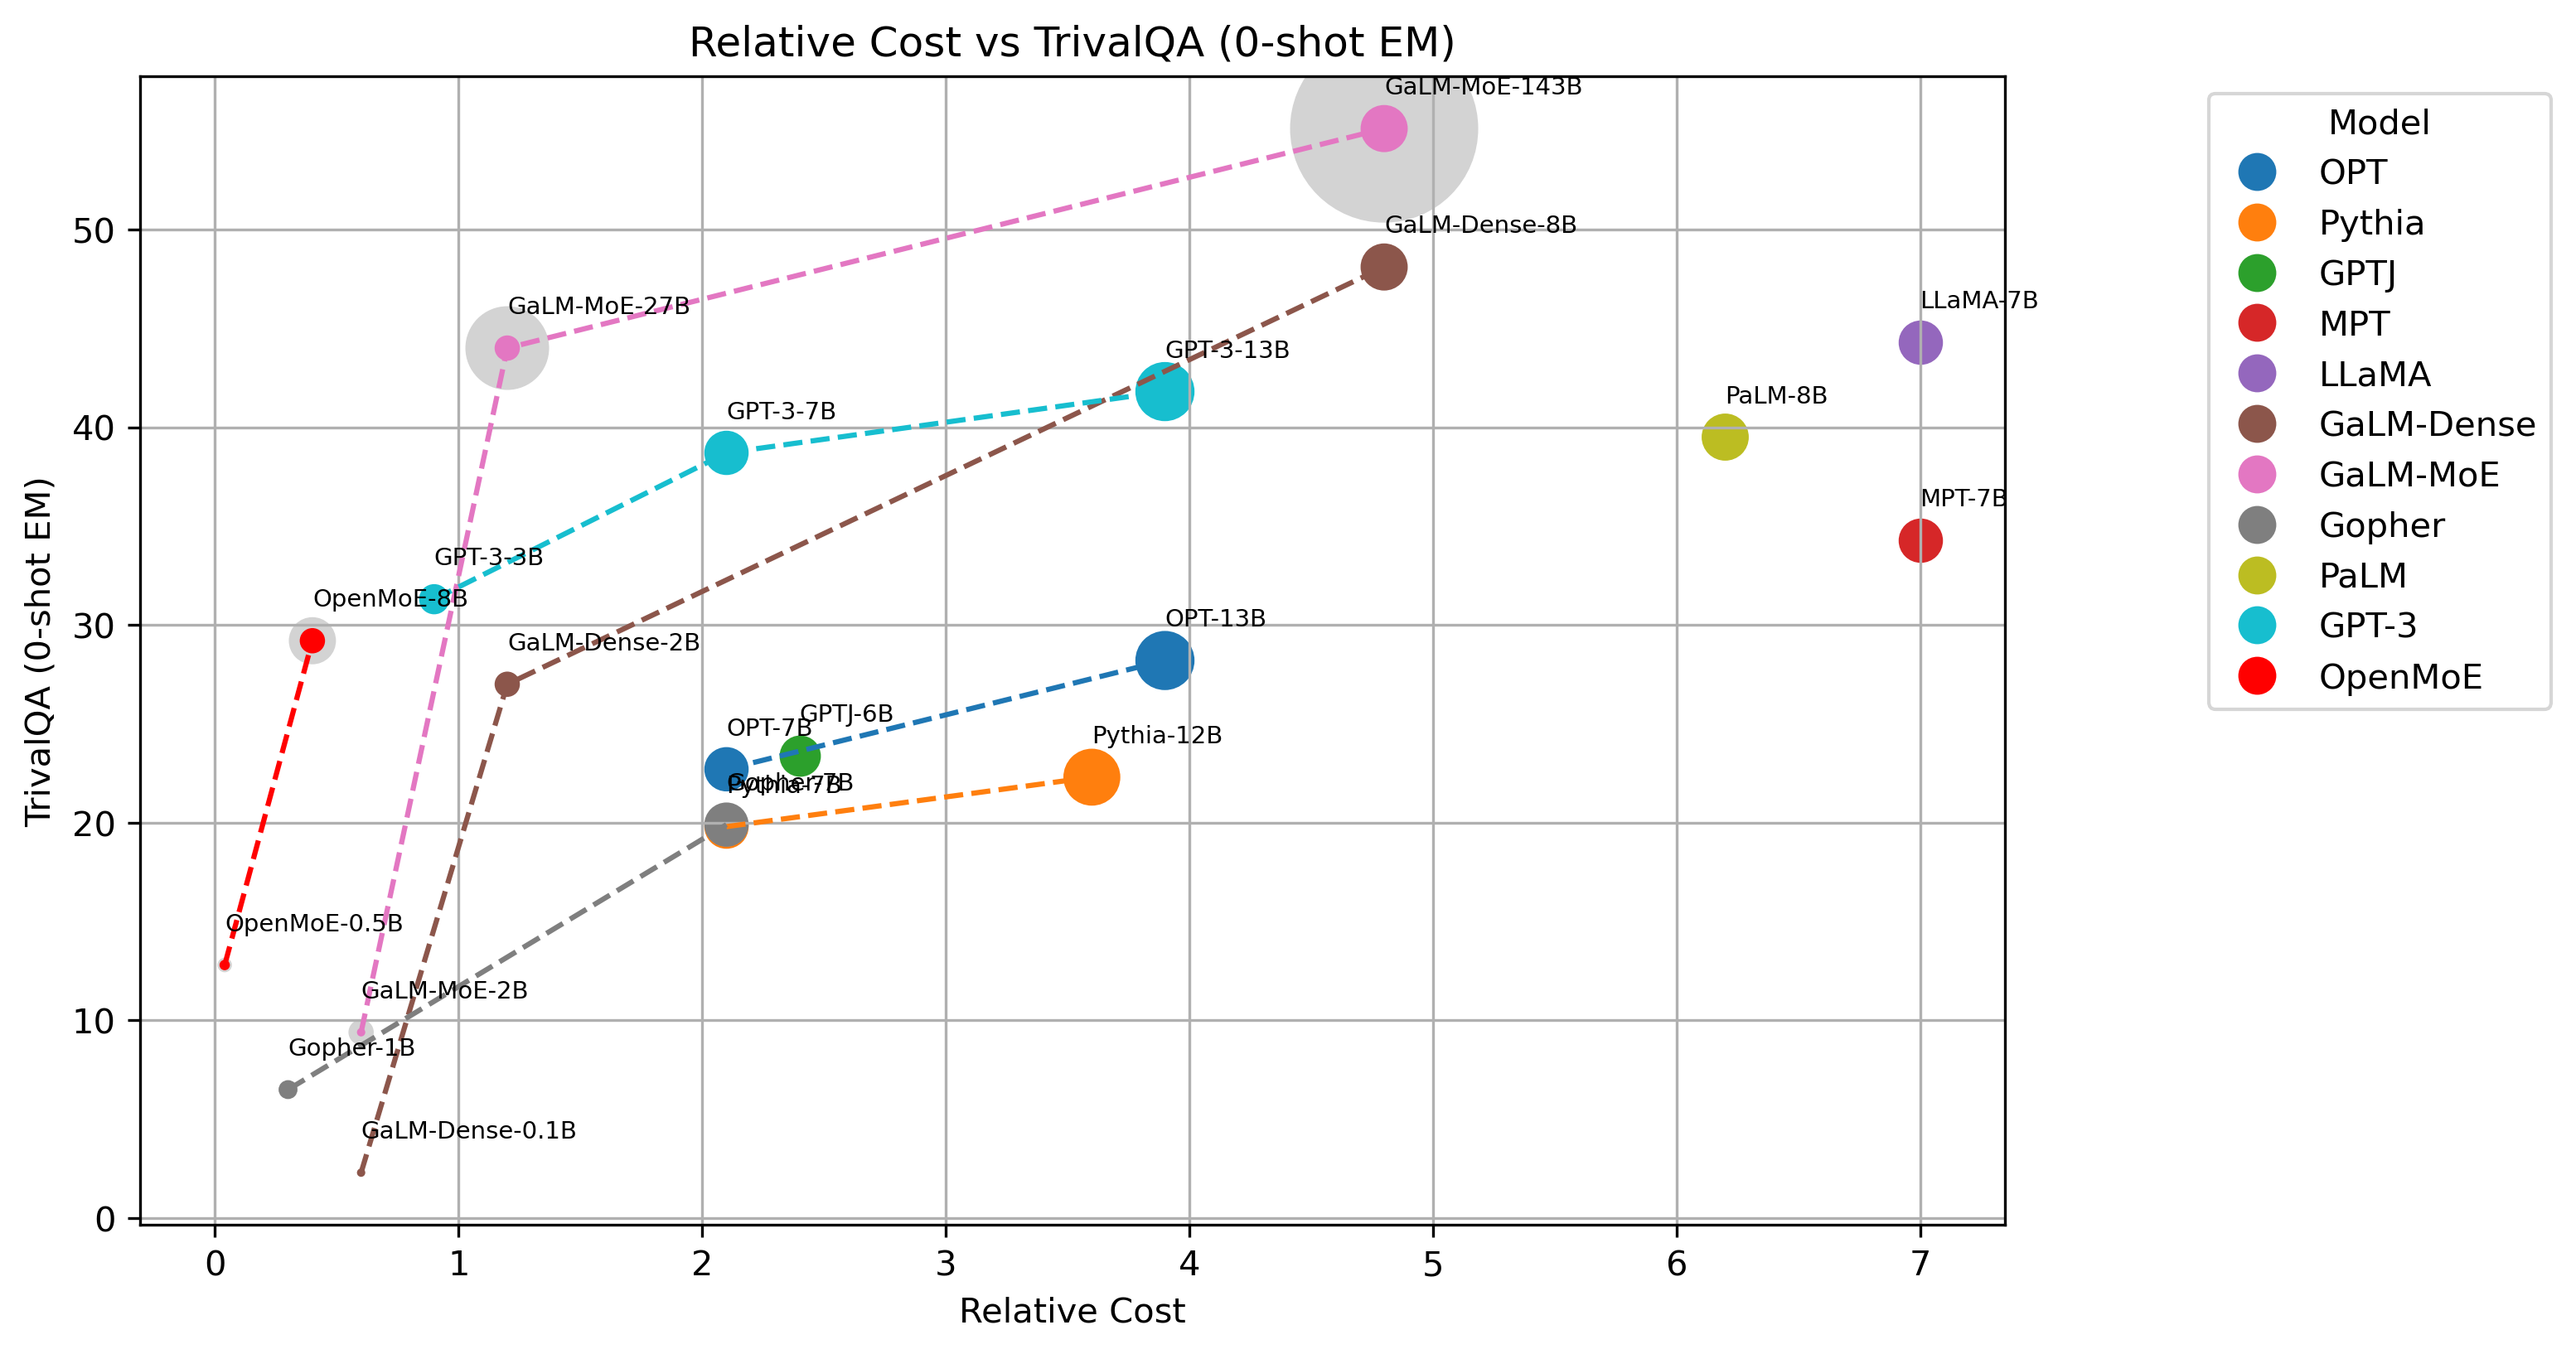 Relative Cost vs TrivalQA (0-shot EM)
TrivalQA (0-shot EM)
50
40
30
20
10
0
GaLM-MoE-143B
GaLM-Dense-8B
GaLM-MoE-27B
LLaMA-7B
GPT-3-13B
GPT-3-7B
PaLM-8B
MPT-7B
GPT-3-3B
OpenMoE-8B
GaLM-Dense-2B
OPT-13B
GPTJ-6B
OPT-7B
Pythia-12B
Gopher-7B
Pythia-7B
OpenMoE-0.5B
GaLM-MoE-2B
Gopher-1B
GaLM-Dense-0.1B
0 1 2 3 4 5 6 7
Relative Cost
Model
OPT
Pythia
GPTJ
MPT
LLaMA
GaLM-Dense
GaLM-MoE
Gopher
PaLM
GPT-3
OpenMoE